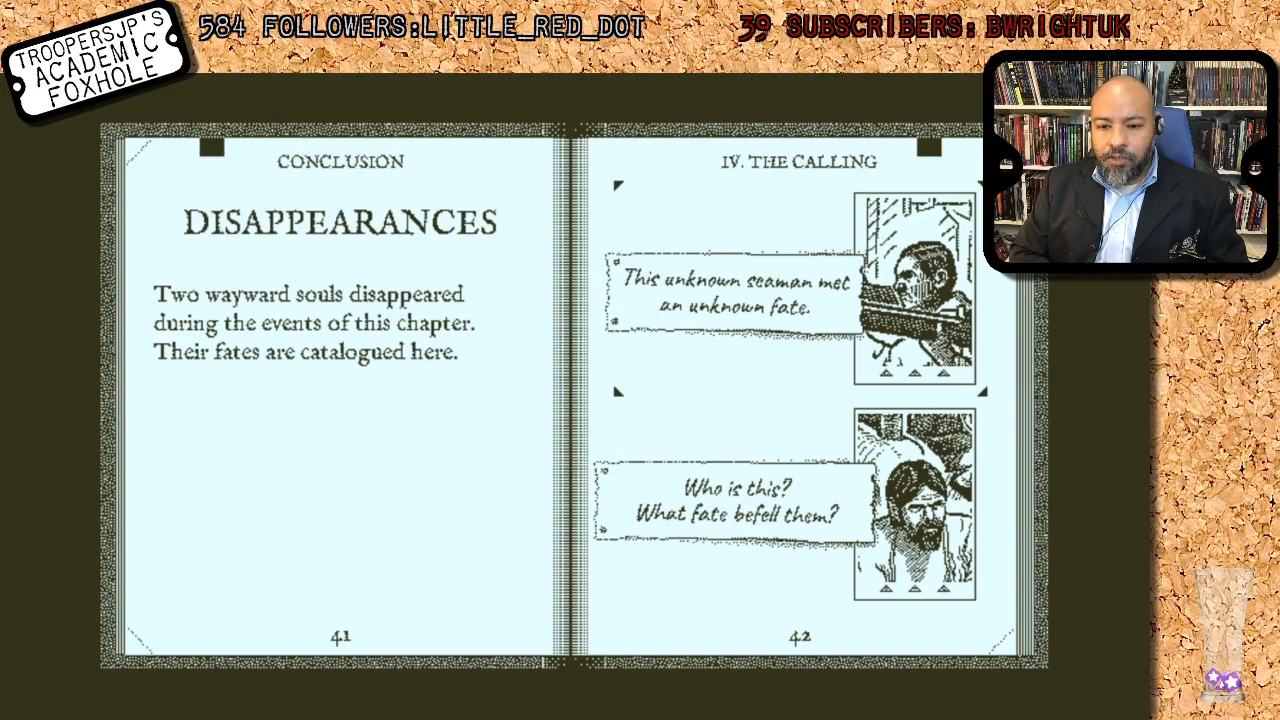 TROOPERSJP'S
ACADEMIC
FOXHOLE
584 FOLLOWERS:LITTLE_RED_DOT
39 SUBSCRIBERS: BWRIGHTUK
CONCLUSION
DISAPPEARANCES
Two wayward souls disappeared
during the events of this chapter.
Their fates are catalogued here.
41
IV. THE CALLING
This unknown seaman met
an unknown fate.
Who is this?
What fate befell them?
42